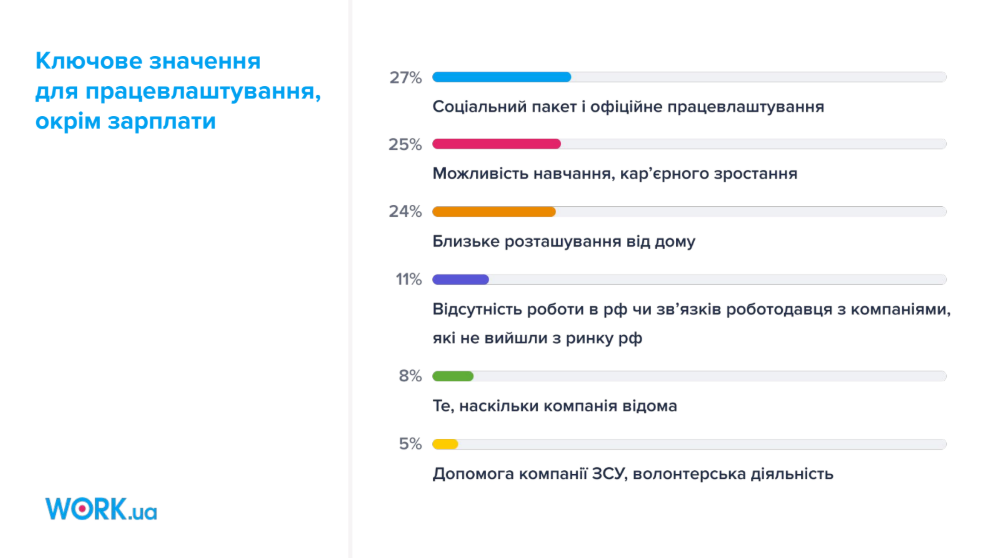 Ключове значення
для працевлаштування,
окрім зарплати
27%
Соціальний пакет і офіційне працевлаштування
25%
Можливість навчання, кар’єрного зростання
24%
Близьке розташування від дому
11%
Відсутність роботи в рф чи зв’язків роботодавця з компаніями,
які не вийшли з ринку рф
8%
Те, наскільки компанія відома
5%
Допомога компанії ЗСУ, волонтерська діяльність
WORK.ua